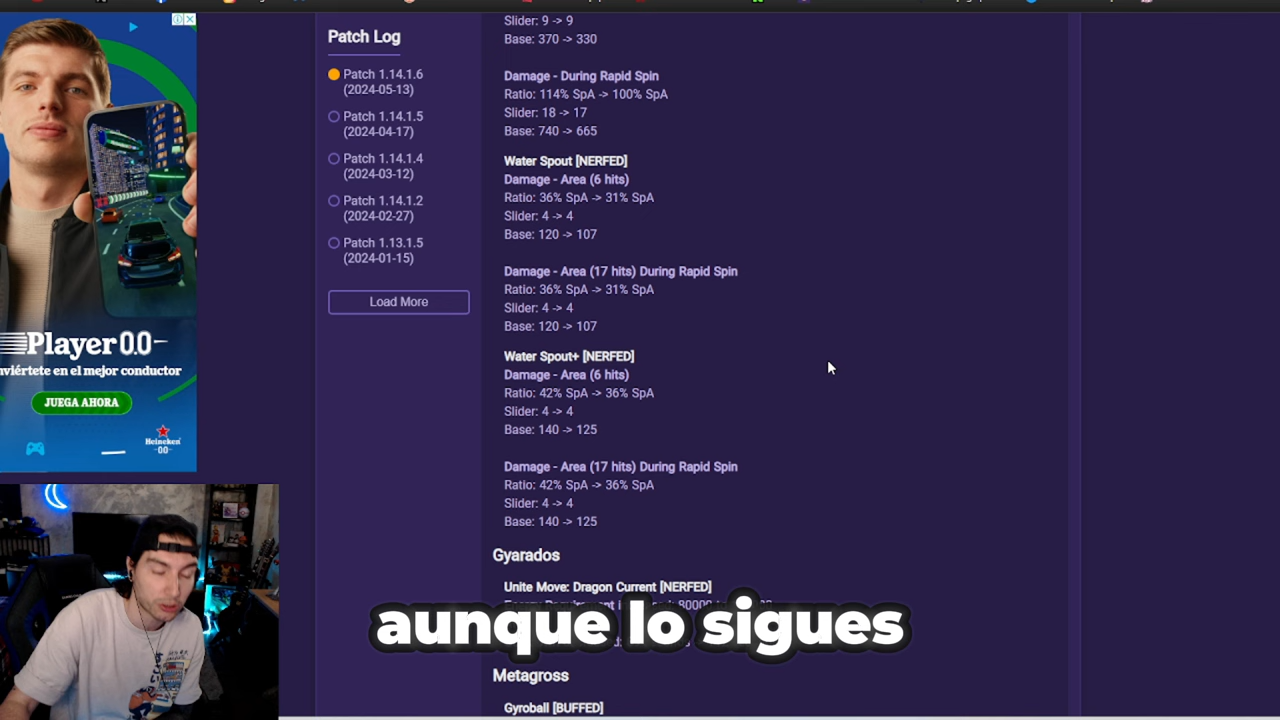 Patch Log
Patch 1.14.1.6
(2024-05-13)
Patch 1.14.1.5
(2024-04-17)
Patch 1.14.1.4
(2024-03-12)
Patch 1.14.1.2
(2024-02-27)
Patch 1.13.1.5
(2024-01-15)
Load More
Slider: 9 -> 9
Base: 370 -> 330
Damage - During Rapid Spin
Ratio: 114% SpA -> 100% SpA
Slider: 18 -> 17
Base: 740 -> 665
Water Spout [NERFED]
Damage - Area (6 hits)
Ratio: 36% SpA -> 31% SpA
Slider: 4 -> 4
Base: 120 -> 107
Damage - Area (17 hits) During Rapid Spin
Ratio: 36% SpA -> 31% SpA
Slider: 4 -> 4
Base: 120 -> 107
Water Spout+ [NERFED]
Damage - Area (6 hits)
Ratio: 42% SpA -> 36% SpA
Slider: 4 -> 4
Base: 140 -> 125
Damage - Area (17 hits) During Rapid Spin
Ratio: 42% SpA -> 36% SpA
Slider: 4 -> 4
Base: 140 -> 125
Gyarados
Unite Move: Dragon Current [NERFED]
Metagross
Gyroball [BUFFED]
Player 0.0
nviértete en el mejor conductor
JUEGA AHORA
Heineken
00
aunque lo sigues